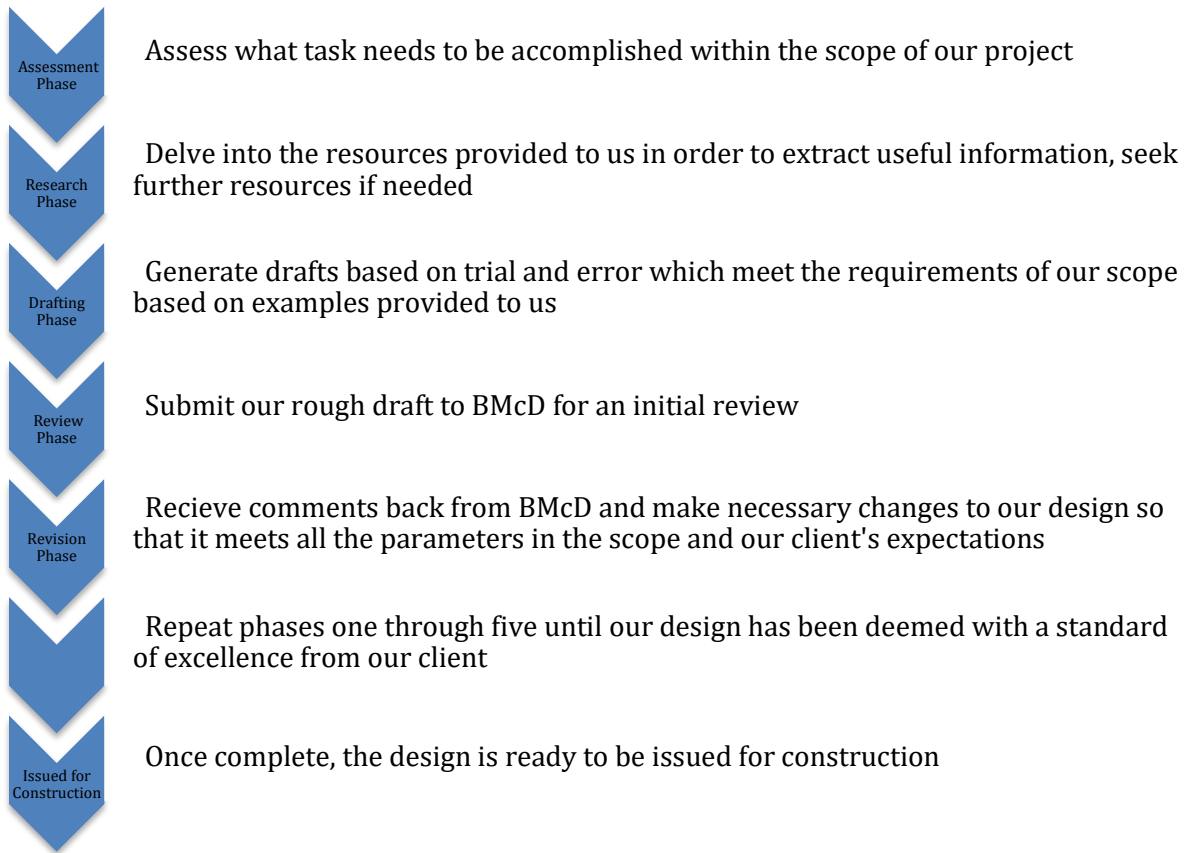 Assessment
Phase
Assess what task needs to be accomplished within the scope of our project
Research
Phase
Delve into the resources provided to us in order to extract useful information, seek
further resources if needed
Drafting
Phase
Generate drafts based on trial and error which meet the requirements of our scope
based on examples provided to us
Review
Phase
Submit our rough draft to BMcD for an initial review
Revision
Phase
Recieve comments back from BMcD and make necessary changes to our design so
that it meets all the parameters in the scope and our client's expectations
Repeat phases one through five until our design has been deemed with a standard
of excellence from our client
Issued for
Construction
Once complete, the design is ready to be issued for construction